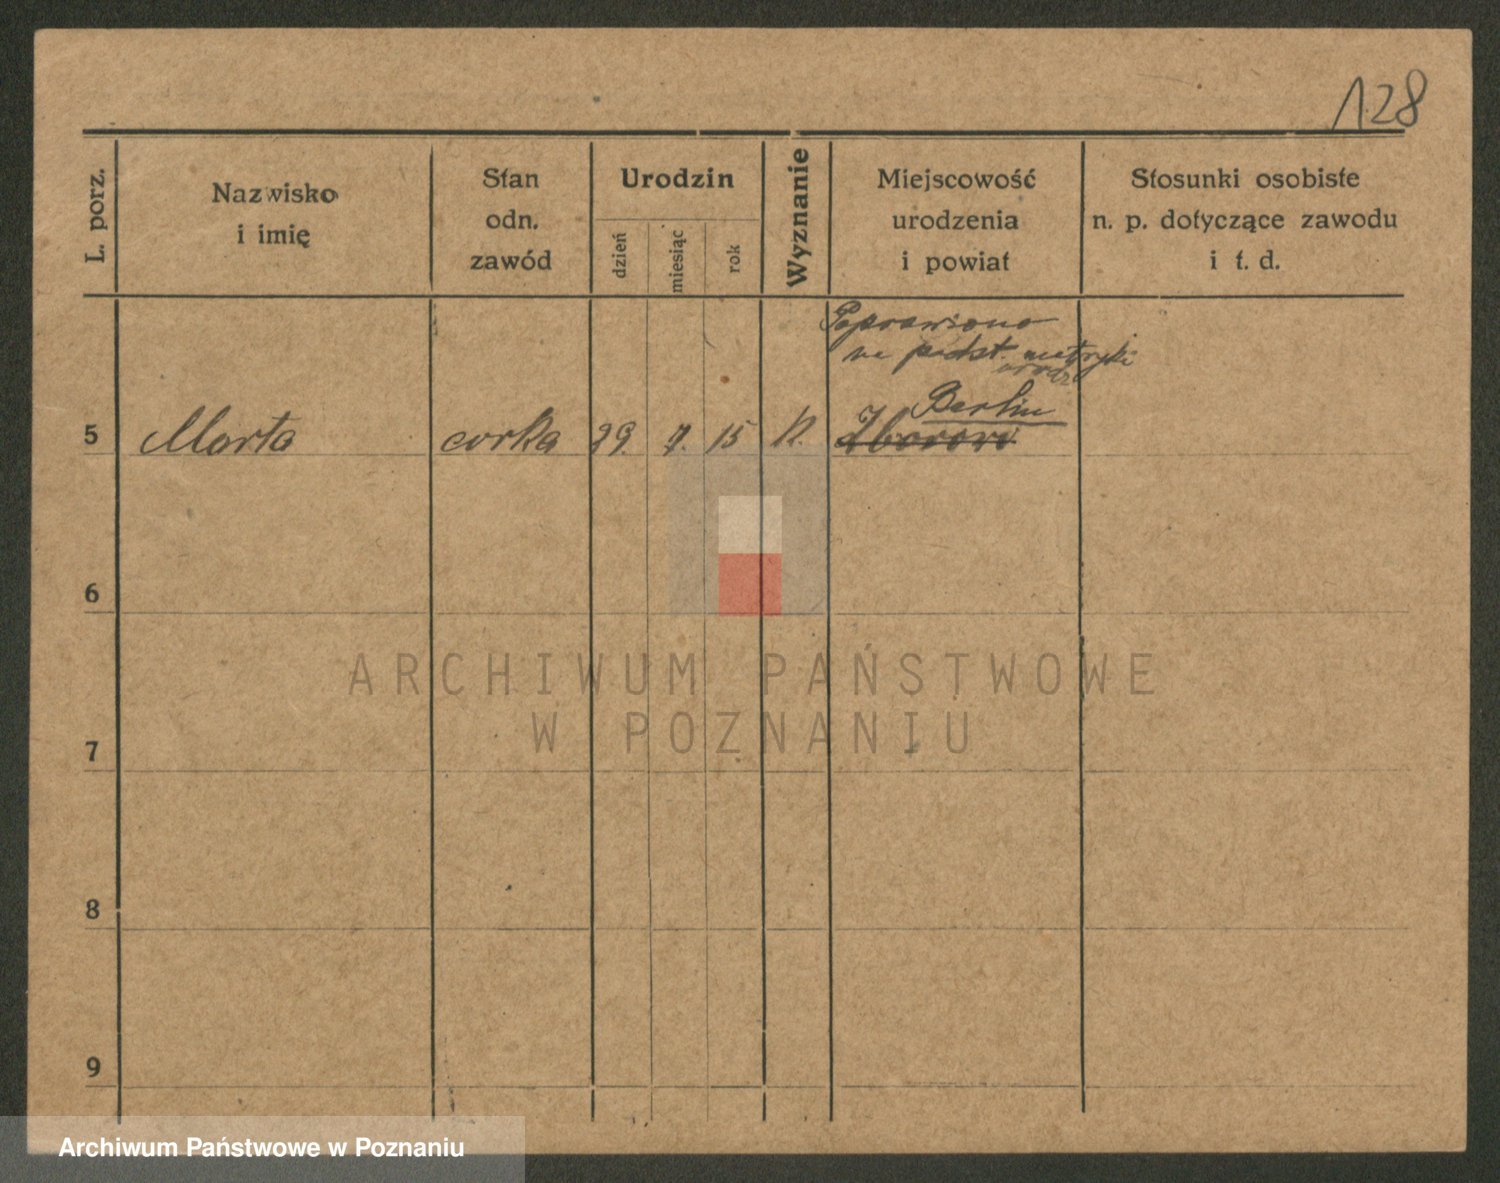 128
L. porz.
Nazwisko
i imię
Stan
odn.
zawód
Urodzin
dzień
miesiąc
rok
Wyznanie
Miejscowość
urodzenia
i powiat
Stosunki osobiste
n. p. dotyczące zawodu
i t. d.
Poprawiono
na podst. metryki
Berlin
5 Marta corka 29. 7. 15 K.
6
7
8
9
ARCHIWUM PAŃSTWOWE
W POZNANIU
Archiwum Państwowe w Poznaniu